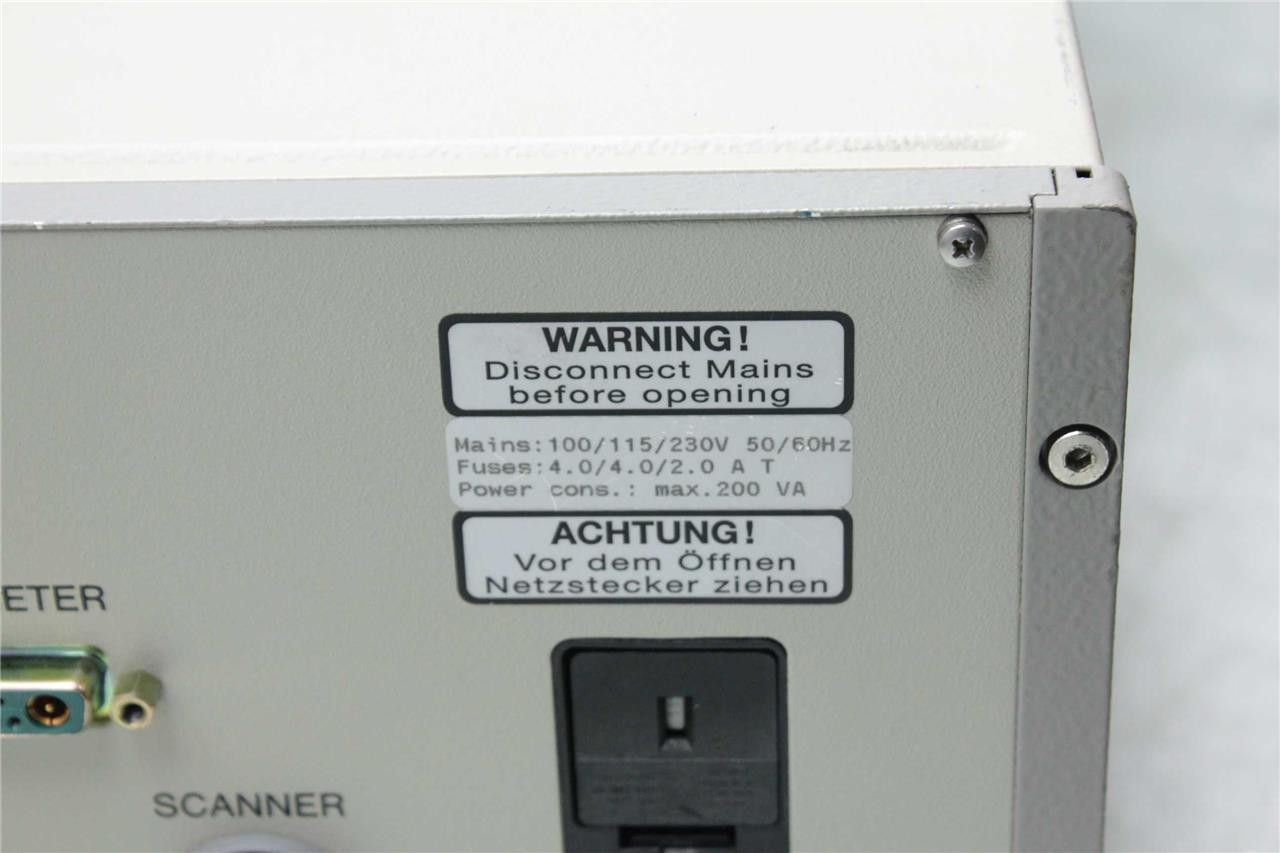 WARNING!
Disconnect Mains
before opening
Mains:100/115/230V 50/60Hz
Fuses:4.0/4.0/2.0 A T
Power cons.: max.200 VA
ACHTUNG!
Vor dem Öffnen
Netzstecker ziehen
ETER
SCANNER